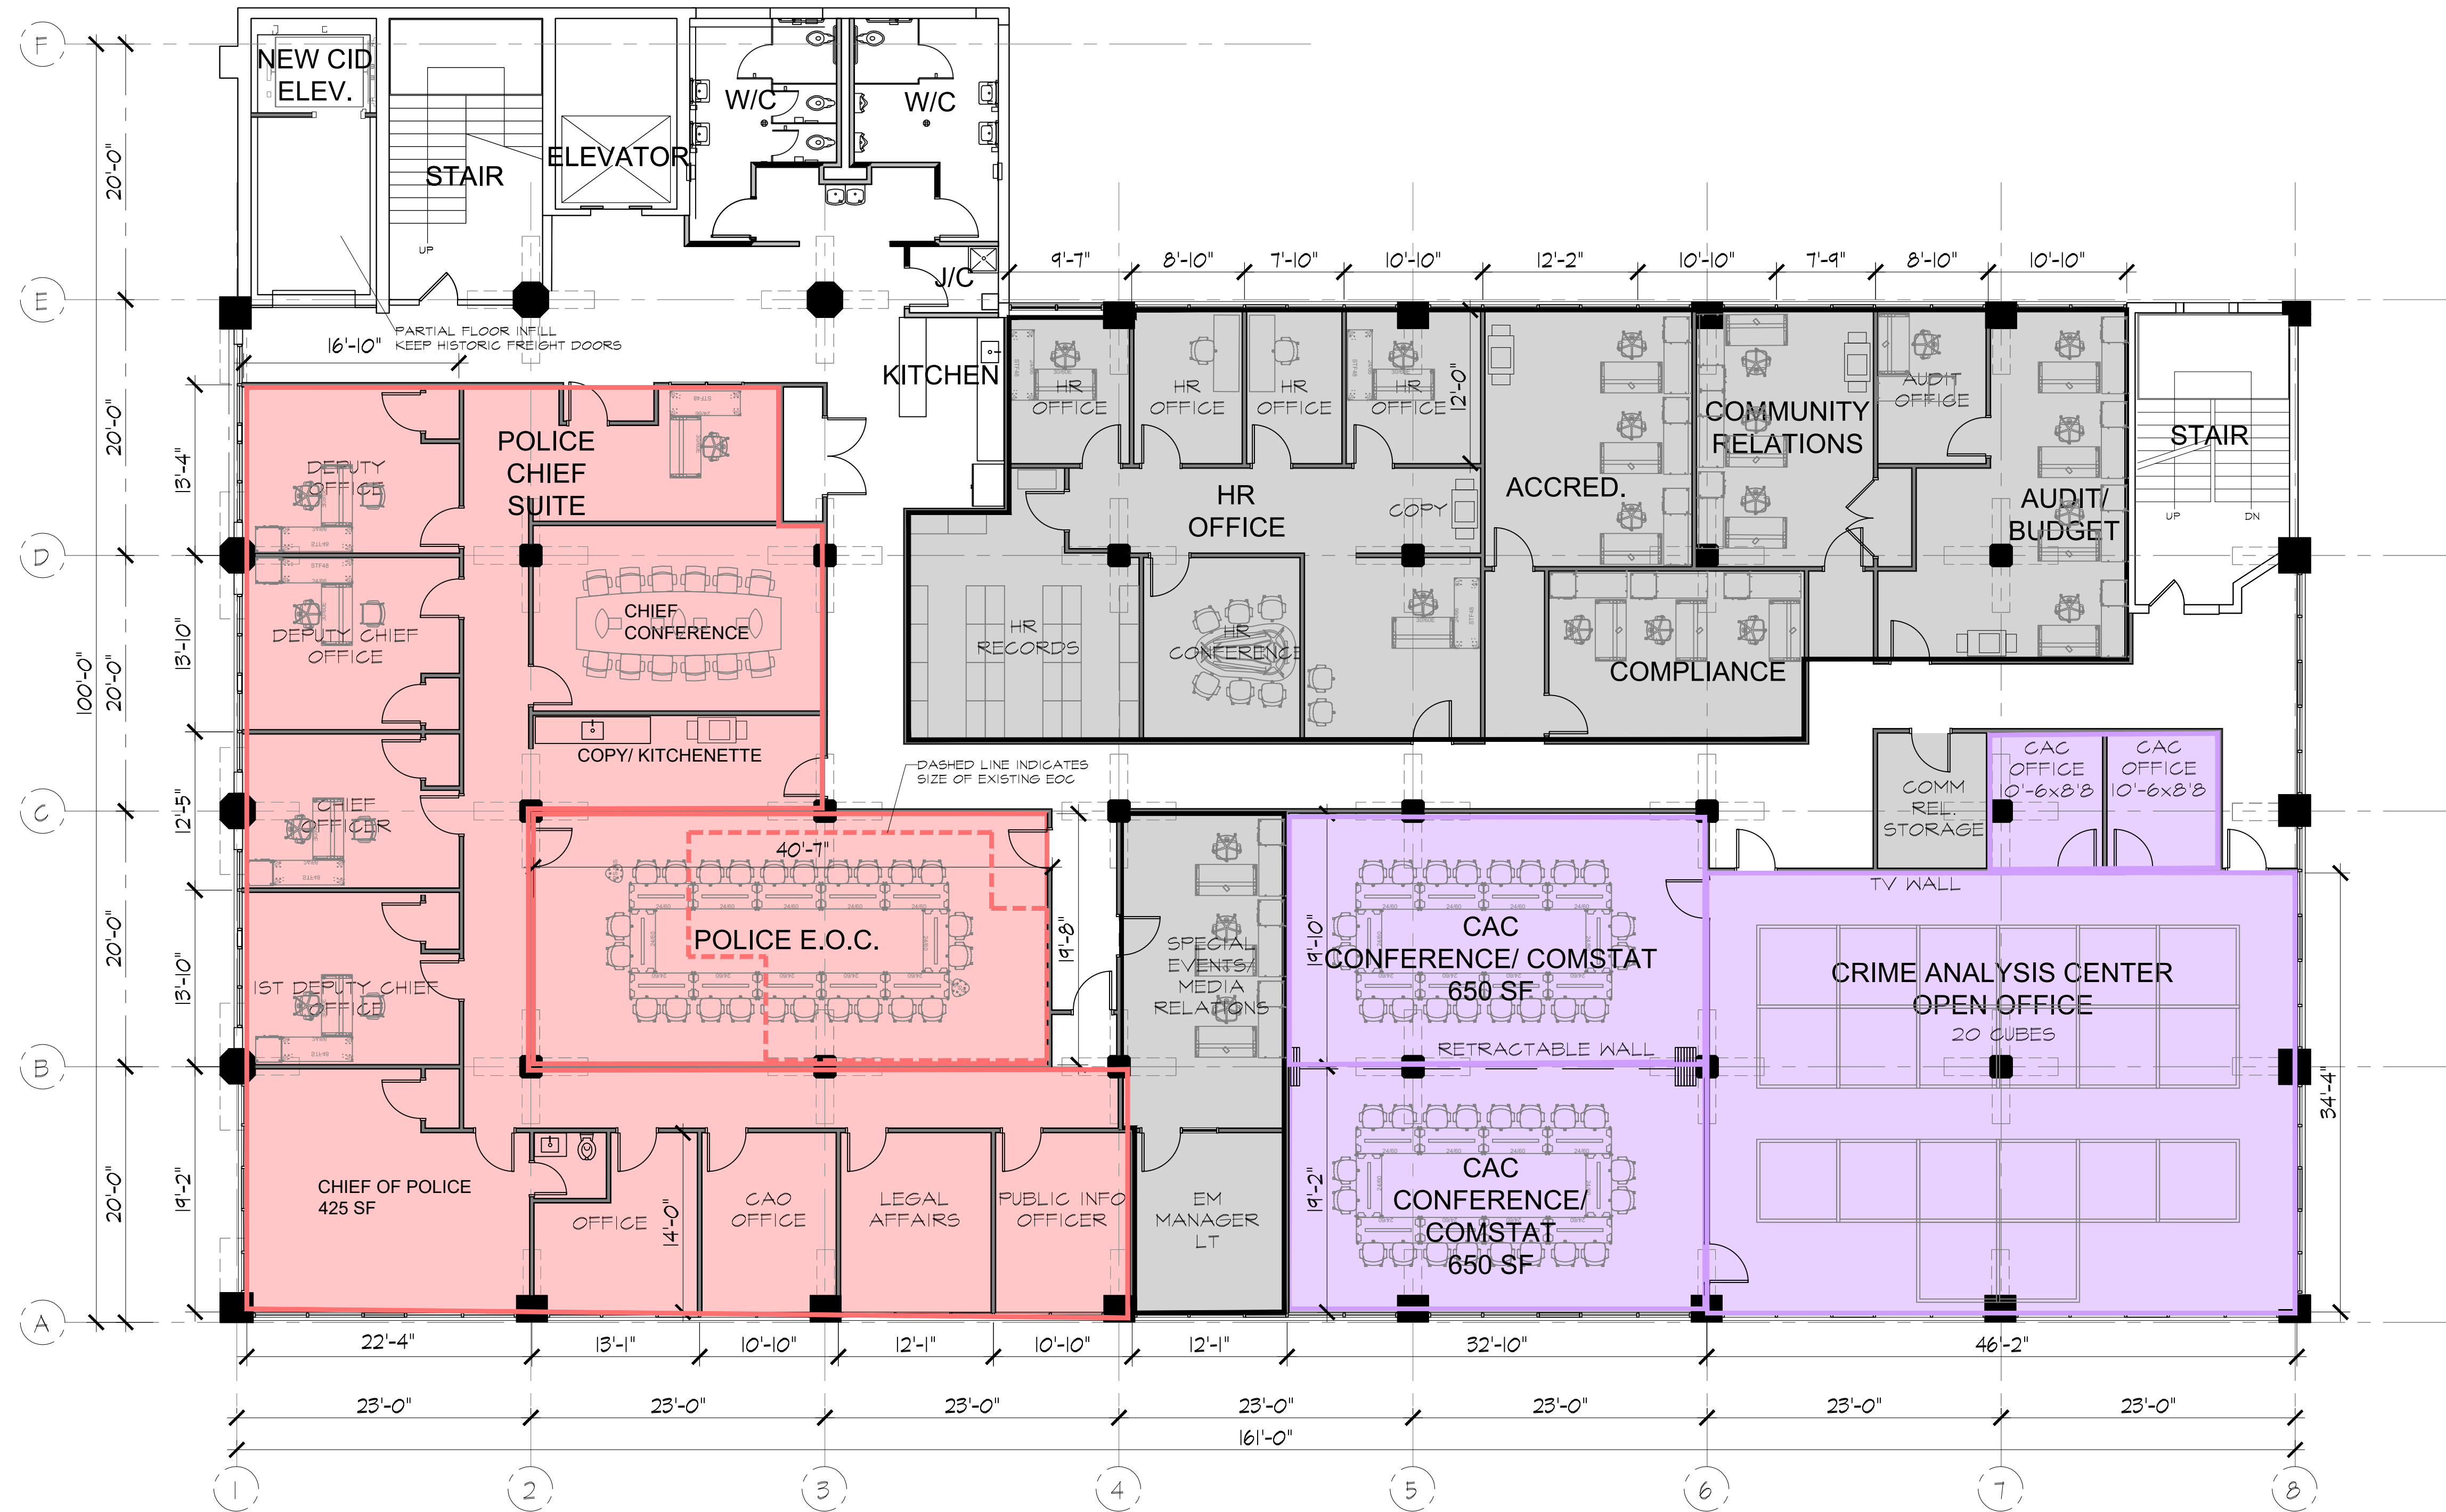 F
NEW CID
ELEV.
STAIR
UP
ELEVATOR
W/C
W/C
J/C
20'-0"
E
PARTIAL FLOOR INFILL
KEEP HISTORIC FREIGHT DOORS
16'-10"
KITCHEN
9'-7"
8'-10"
7'-10"
10'-10"
12'-2"
10'-10"
7'-9"
8'-10"
10'-10"
HR
OFFICE
HR
OFFICE
HR
OFFICE
HR
OFFICE
12'-0"
ACCRED.
COMMUNITY
RELATIONS
AUDIT
OFFICE
AUDIT/
BUDGET
STAIR
UP
DN
20'-0"
13'-4"
DEPUTY
OFFICE
POLICE
CHIEF
SUITE
HR
OFFICE
COPY
D
DEPUTY CHIEF
OFFICE
CHIEF
CONFERENCE
HR
RECORDS
HR
CONFERENCE
COMPLIANCE
100'-0"
20'-0"
13'-10"
COPY/ KITCHENETTE
DASHED LINE INDICATES
SIZE OF EXISTING EOC
COMM
REL.
STORAGE
CAC
OFFICE
10'-6x8'8
CAC
OFFICE
10'-6x8'8
C
12'-5"
CHIEF
OFFICER
40'-7"
POLICE E.O.C.
19'-8"
SPECIAL
EVENTS/
MEDIA
RELATIONS
19'-10"
CAC
CONFERENCE/ COMSTAT
650 SF
TV WALL
CRIME ANALYSIS CENTER
OPEN OFFICE
20 CUBES
20'-0"
13'-10"
1ST DEPUTY CHIEF
OFFICE
RETRACTABLE WALL
34'-4"
B
20'-0"
19'-2"
CHIEF OF POLICE
425 SF
OFFICE
14'-0"
CAO
OFFICE
LEGAL
AFFAIRS
PUBLIC INFO
OFFICER
EM
MANAGER
LT
19'-2"
CAC
CONFERENCE/
COMSTAT
650 SF
A
22'-4"
13'-1"
10'-10"
12'-1"
10'-10"
12'-1"
32'-10"
46'-2"
23'-0"
23'-0"
23'-0"
23'-0"
23'-0"
23'-0"
23'-0"
161'-0"
1
2
3
4
5
6
7
8